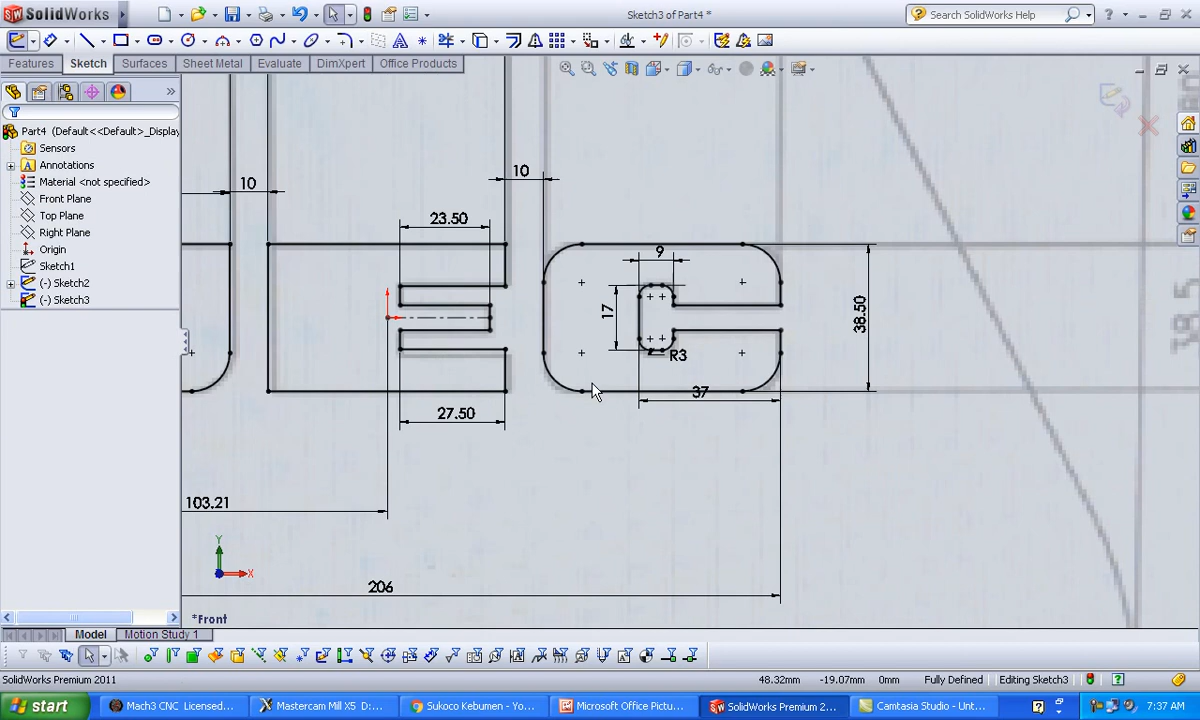 SolidWorks
Sketch3 of Part4 *
Search SolidWorks Help
Features
Sketch
Surfaces
Sheet Metal
Evaluate
DimXpert
Office Products
Part4 (Default<<Default>_Display
Sensors
Annotations
Material <not specified>
Front Plane
Top Plane
Right Plane
Origin
Sketch1
(-) Sketch2
(-) Sketch3
10
10
23.50
9
17
R3
38.50
38.5
37
27.50
103.21
206
Y
X
*Front
Model
Motion Study 1
SolidWorks Premium 2011
48.32mm
-19.07mm
0mm
Fully Defined
Editing Sketch3
start
Mach3 CNC Licensed...
Mastercam Mill X5 D:...
Sukoco Kebumen - Yo...
Microsoft Office Pictu...
SolidWorks Premium 2...
Camtasia Studio - Unt...
7:37 AM